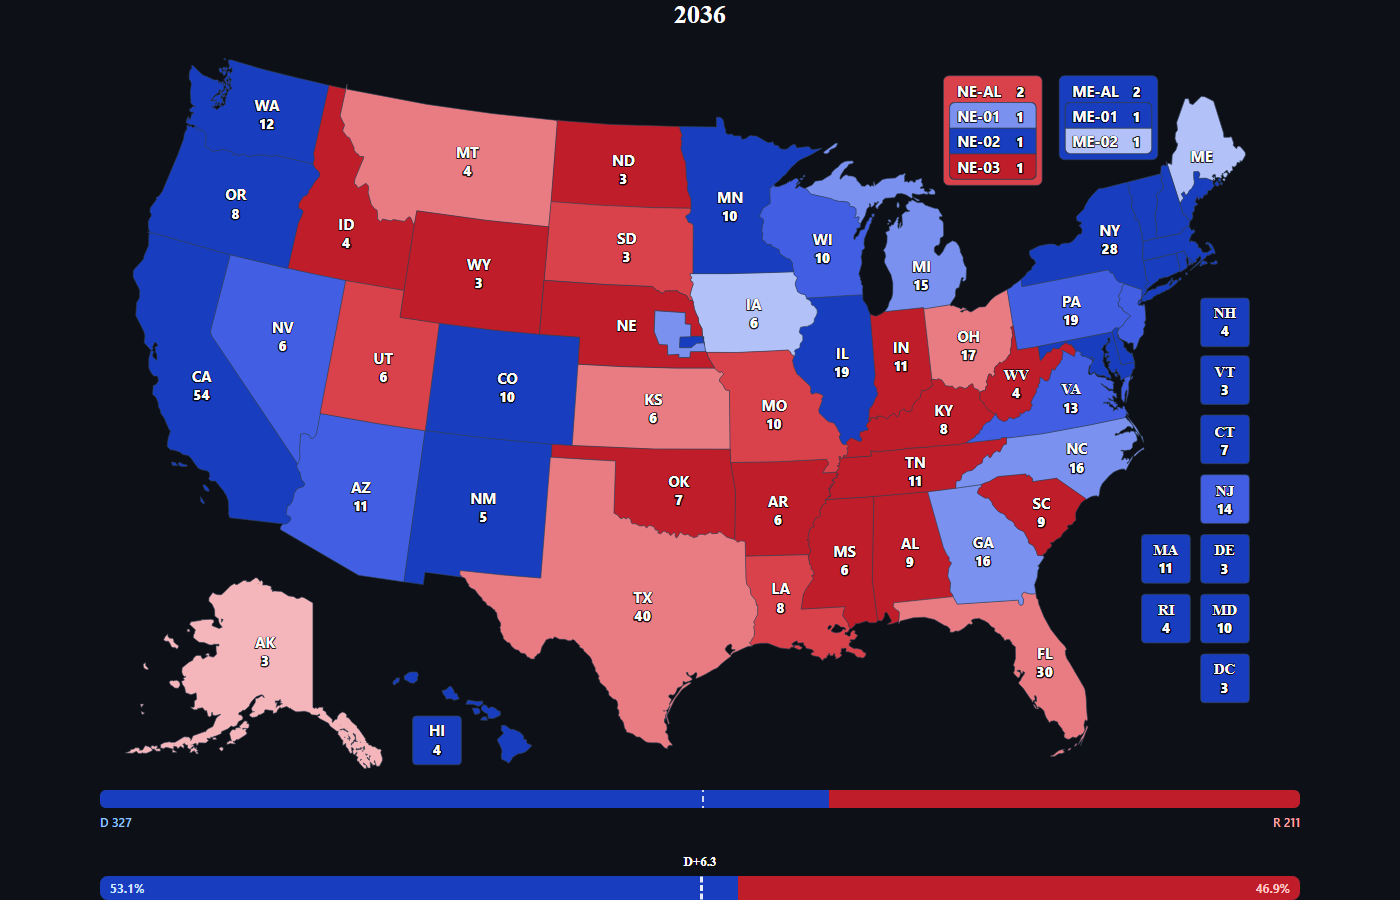 2036
WA
12
OR
8
CA
54
NV
6
ID
4
MT
4
WY
3
UT
6
AZ
11
CO
10
NM
5
ND
3
SD
3
NE
KS
6
OK
7
TX
40
MN
10
IA
6
MO
10
AR
6
LA
8
WI
10
IL
19
MI
15
IN
11
OH
17
KY
8
TN
11
MS
6
AL
9
GA
16
FL
30
SC
9
NC
16
VA
13
WV
4
PA
19
NY
28
ME
NE-AL 2
NE-01 1
NE-02 1
NE-03 1
ME-AL 2
ME-01 1
ME-02 1
NH
4
VT
3
CT
7
NJ
14
MA
11
DE
3
RI
4
MD
10
DC
3
AK
3
HI
4
D 327
R 211
D+6.3
53.1%
46.9%